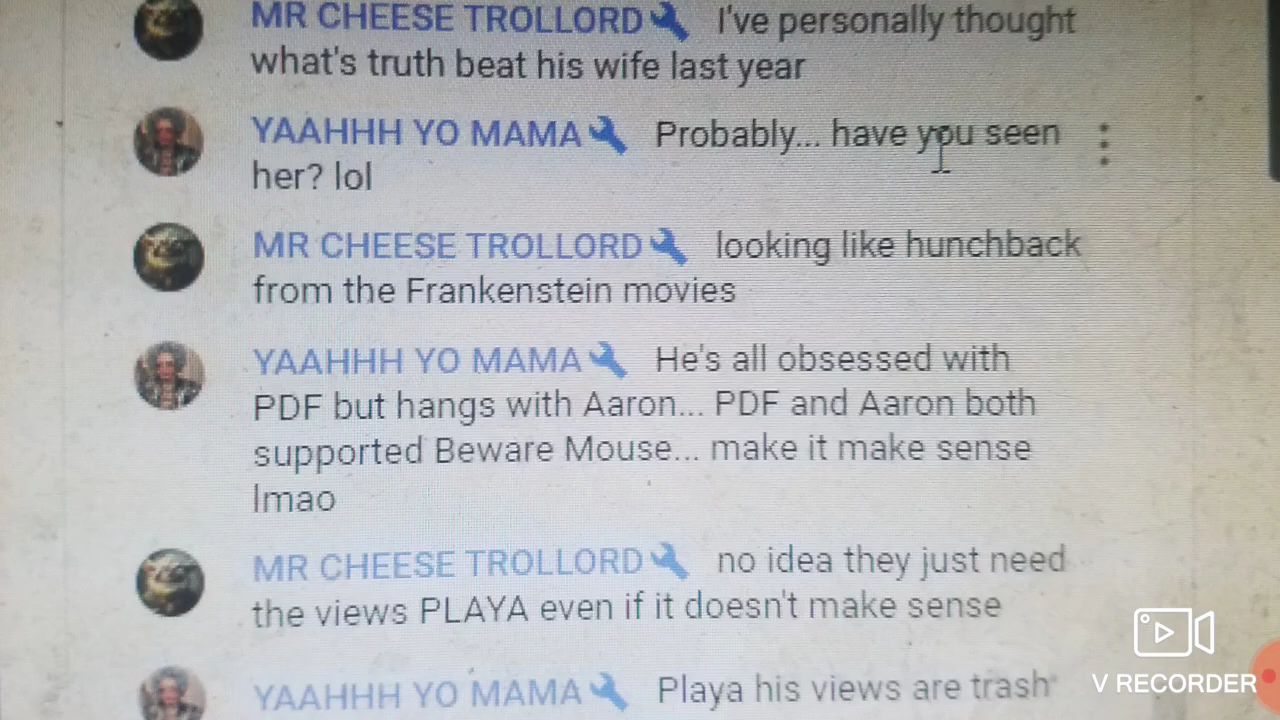 MR CHEESE TROLLORD I've personally thought
what's truth beat his wife last year
YAAHHH YO MAMA Probably... have you seen
her? lol
MR CHEESE TROLLORD looking like hunchback
from the Frankenstein movies
YAAHHH YO MAMA He's all obsessed with
PDF but hangs with Aaron... PDF and Aaron both
supported Beware Mouse... make it make sense
lmao
MR CHEESE TROLLORD no idea they just need
the views PLAYA even if it doesn't make sense
YAAHHH YO MAMA Playa his views are trash
V RECORDER